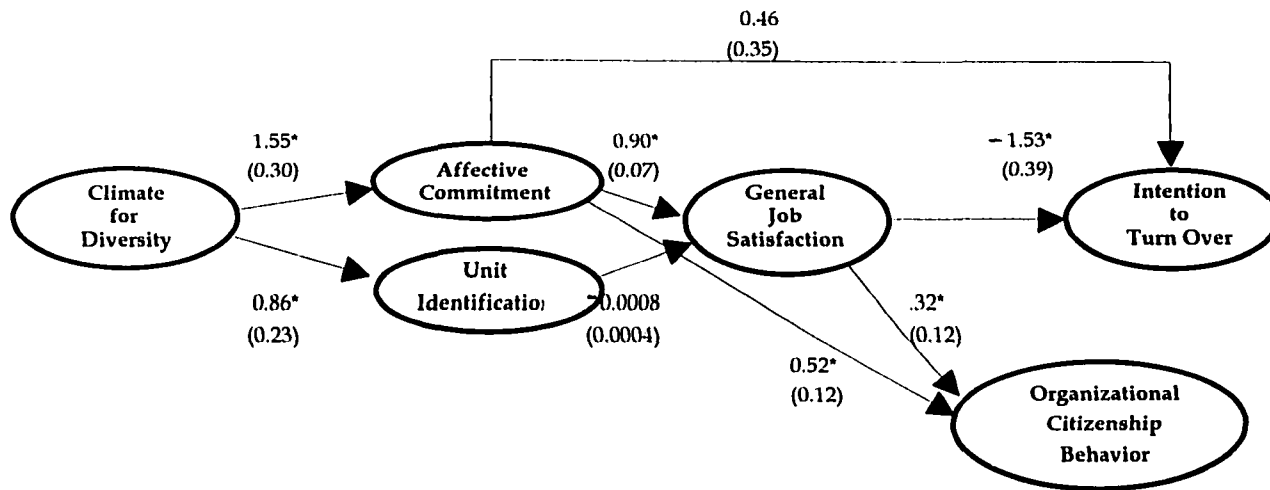 0.46
(0.35)
1.55*
(0.30)
0.90*
(0.07)
− 1.53*
(0.39)
Climate
for
Diversity
Affective
Commitment
General
Job
Satisfaction
Intention
to
Turn Over
Unit
Identification
0.86*
(0.23)
−0.0008
(0.0004)
.32*
(0.12)
0.52*
(0.12)
Organizational
Citizenship
Behavior